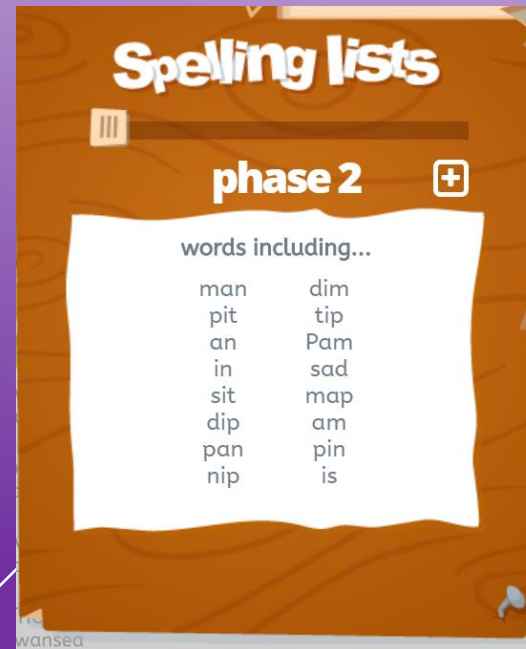 Spelling lists
phase 2
words including...
man dim
pit tip
an Pam
in sad
sit map
dip am
pan pin
nip is
wansea